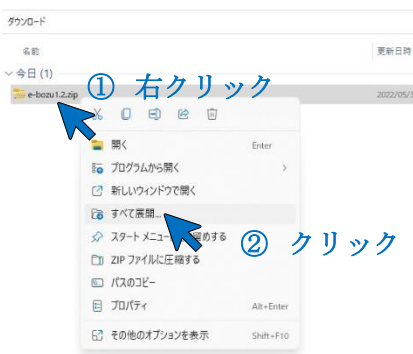 ダウンロード
名前 更新日時
今日 (1)
① 右クリック
e-bozu1.2.zip 2022/05/3
開く Enter
プログラムから開く
新しいウィンドウで開く
すべて展開...
スタート メニュー 留めする
② クリック
ZIP ファイルに圧縮する
パスのコピー
プロパティ Alt+Enter
その他のオプションを表示 Shift+F10